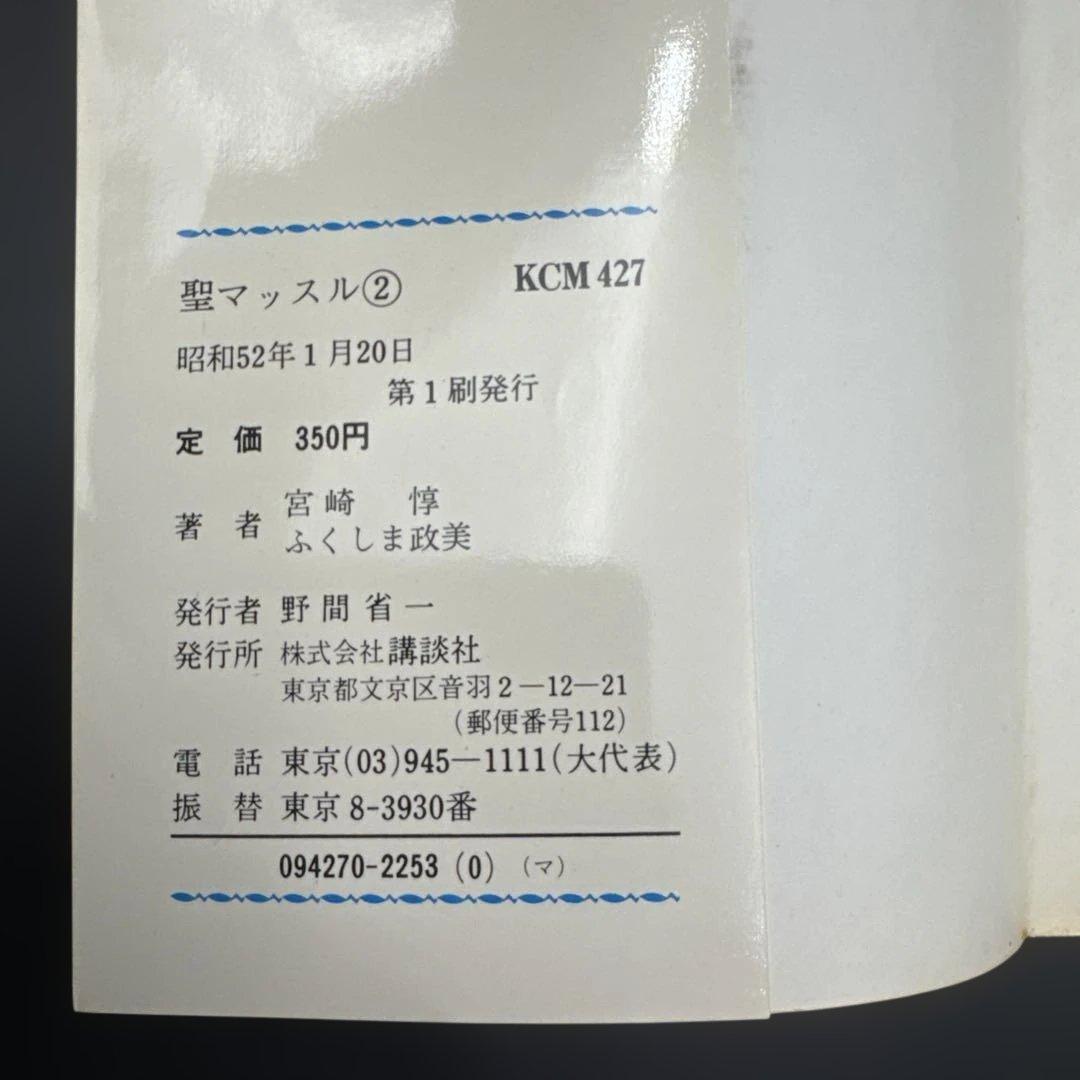 聖マッスル② KCM 427
昭和52年1月20日
第1刷発行
定価 350円
著者 宮崎 惇
ふくしま政美
発行者 野間省一
発行所 株式会社講談社
東京都文京区音羽2―12―21
(郵便番号112)
電話 東京(03)945―1111(大代表)
振替 東京8-3930番
094270-2253 (0) (マ)